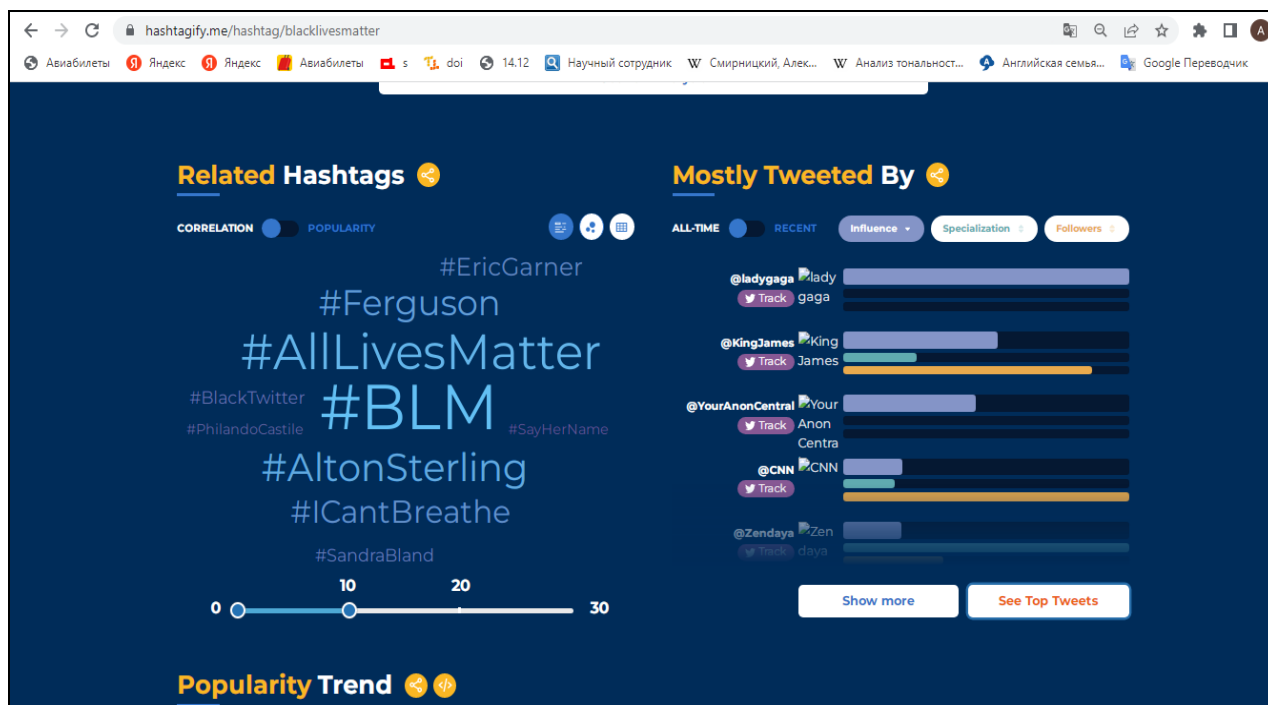 hashtagify.me/hashtag/blacklivesmatter
A
Авиабилеты Яндекс Яндекс Авиабилеты s doi 14.12 Научный сотрудник Смирницкий, Алек... Анализ тональност... Английская семья... Google Переводчик
Related Hashtags
CORRELATION POPULARITY
#EricGarner
#Ferguson
#AllLivesMatter
#BlackTwitter #BLM
#PhilandoCastile #SayHerName
#AltonSterling
#ICantBreathe
#SandraBland
10 20
0 30
Mostly Tweeted By
ALL-TIME RECENT Influence Specialization Followers
@ladygaga lady
Track gaga
@KingJames King
Track James
@YourAnonCentral Your
Track Anon
Centra
@CNN CNN
Track
@Zendaya Zen
Track daya
Show more See Top Tweets
Popularity Trend